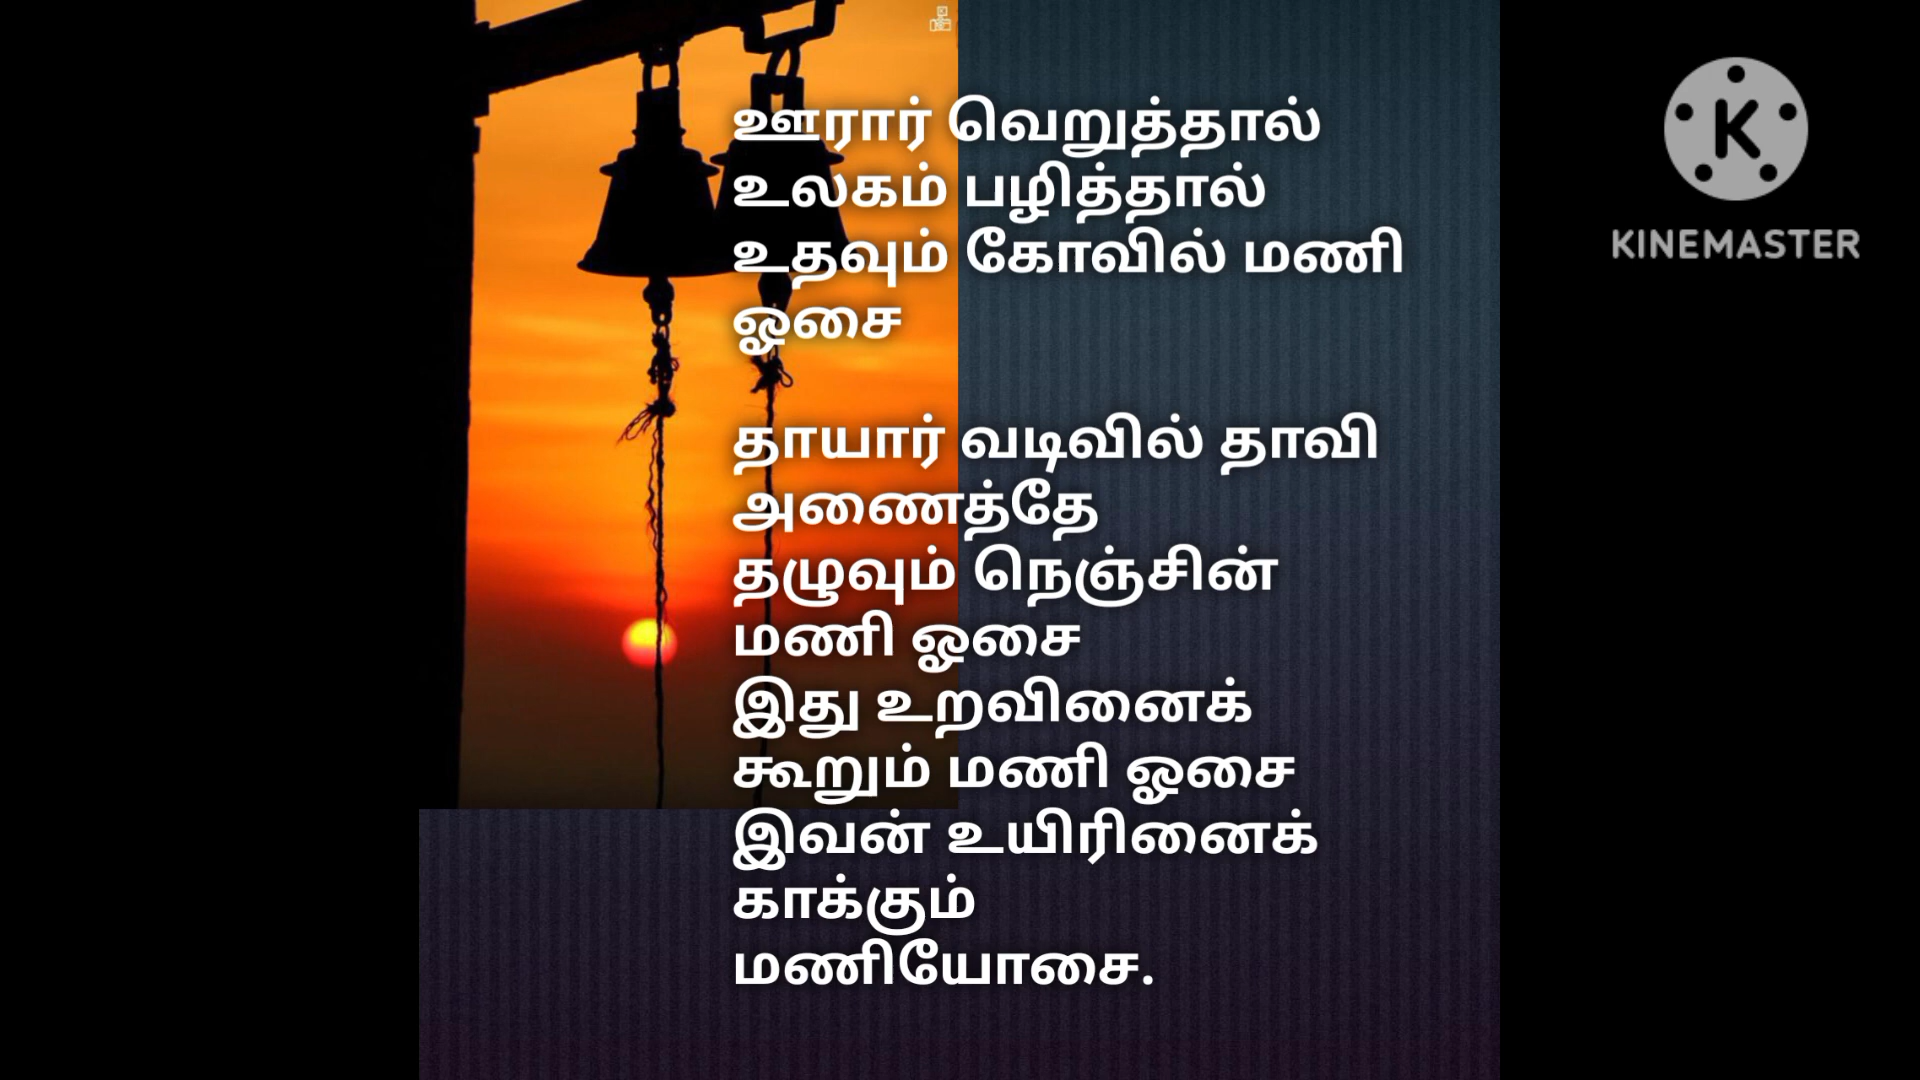 ஊரார் வெறுத்தால்
உலகம் பழித்தால்
உதவும் கோவில் மணி
ஓசை
தாயார் வடிவில் தாவி
அணைத்தே
தழுவும் நெஞ்சின்
மணி ஓசை
இது உறவினைக்
கூறும் மணி ஓசை
இவன் உயிரினைக்
காக்கும்
மணியோசை.
K
KINEMASTER